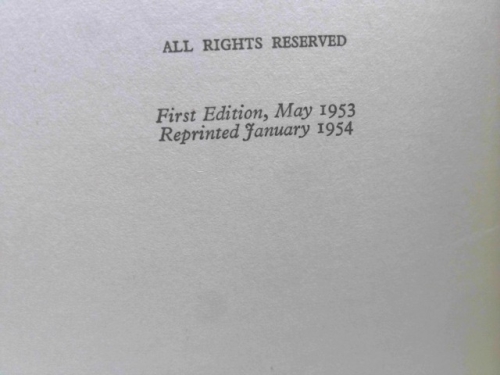 ALL RIGHTS RESERVED
First Edition, May 1953
Reprinted January 1954